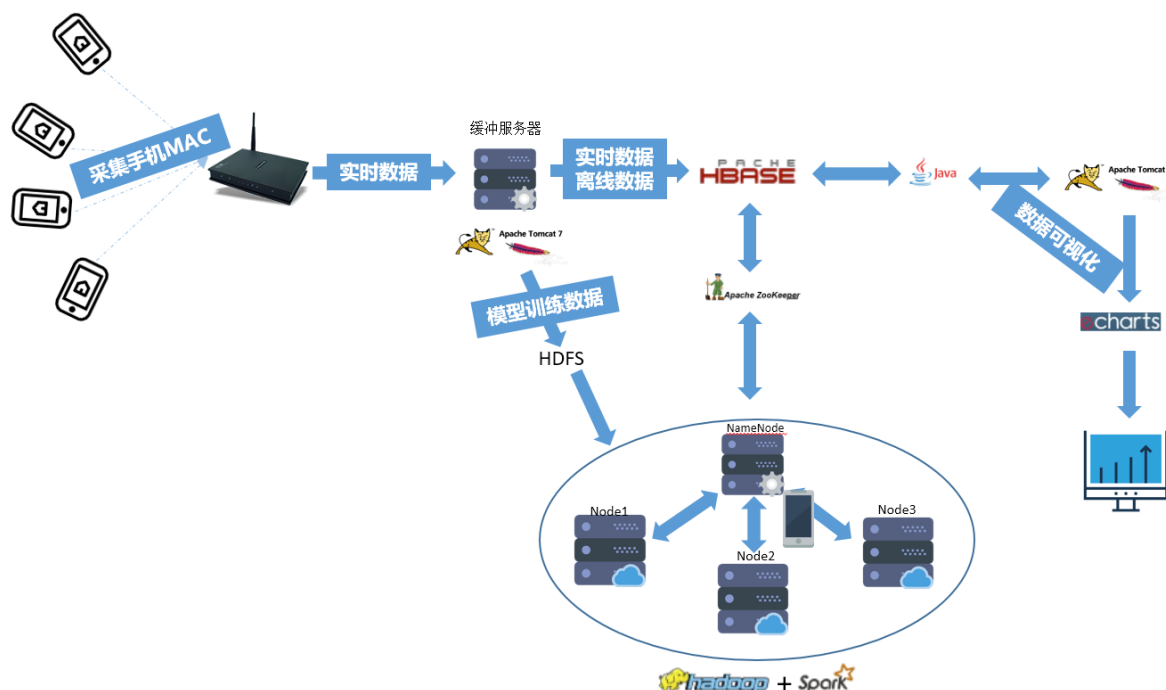 采集手机MAC
实时数据
缓冲服务器
Apache Tomcat 7
实时数据
离线数据
PACHE
HBASE
Java
Apache Tomcat
数据可视化
模型训练数据
HDFS
Apache ZooKeeper
echarts
NameNode
Node1
Node2
Node3
hadoop + Spark